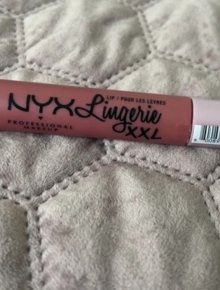 LIP / POUR LES LÈVRES
NYX Lingerie
PROFESSIONAL
MAKEUP
XXL